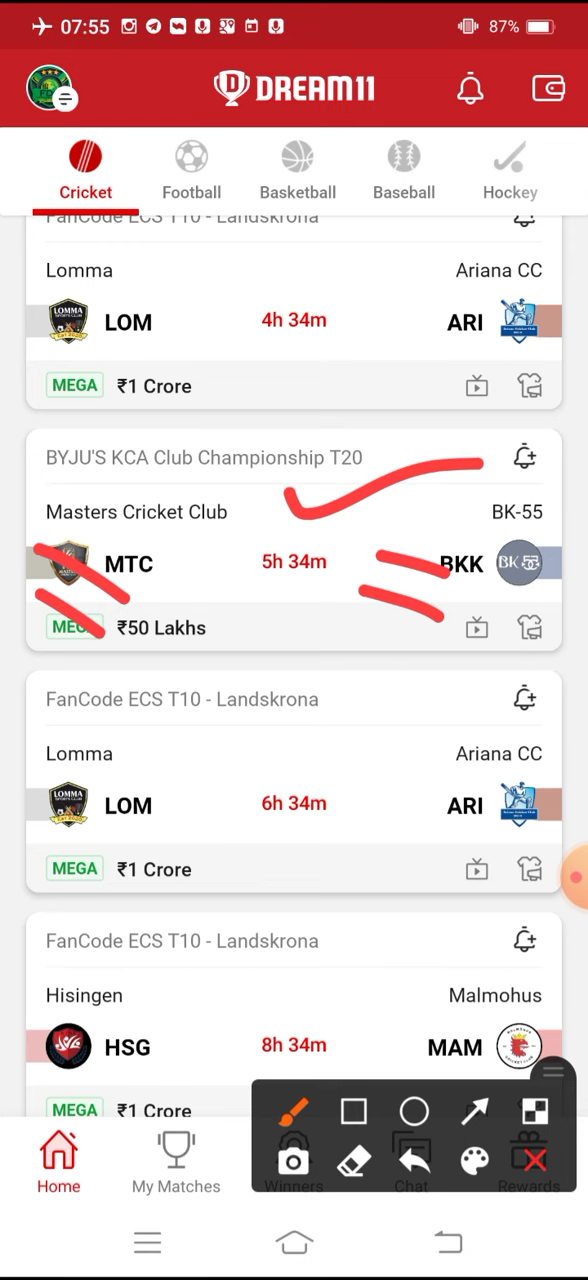 07:55 87%
DREAM11
Cricket Football Basketball Baseball Hockey
FanCode ECS T10 - Landskrona
Lomma Ariana CC
LOM 4h 34m ARI
MEGA ₹1 Crore
BYJU'S KCA Club Championship T20
Masters Cricket Club BK-55
MTC 5h 34m BKK
MEGA ₹50 Lakhs
FanCode ECS T10 - Landskrona
Lomma Ariana CC
LOM 6h 34m ARI
MEGA ₹1 Crore
FanCode ECS T10 - Landskrona
Hisingen Malmohus
HSG 8h 34m MAM
MEGA ₹1 Crore
Home My Matches Winners Chat Rewards